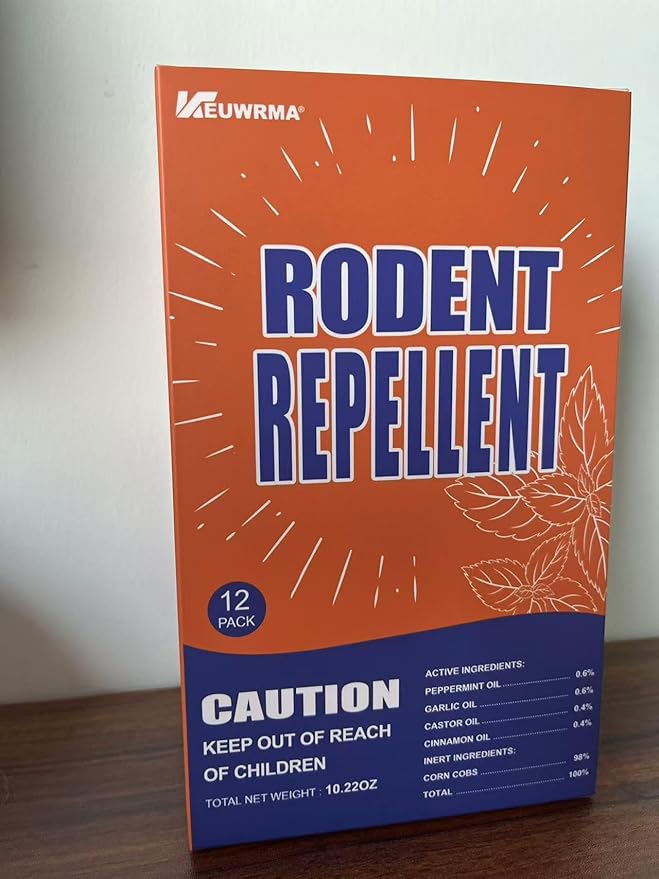 KEUWRMA®
RODENT
REPELLENT
12
PACK
CAUTION
KEEP OUT OF REACH
OF CHILDREN
TOTAL NET WEIGHT : 10.22OZ
ACTIVE INGREDIENTS:
PEPPERMINT OIL 0.6%
GARLIC OIL 0.6%
CASTOR OIL 0.4%
CINNAMON OIL 0.4%
INERT INGREDIENTS:
CORN COBS 98%
TOTAL 100%